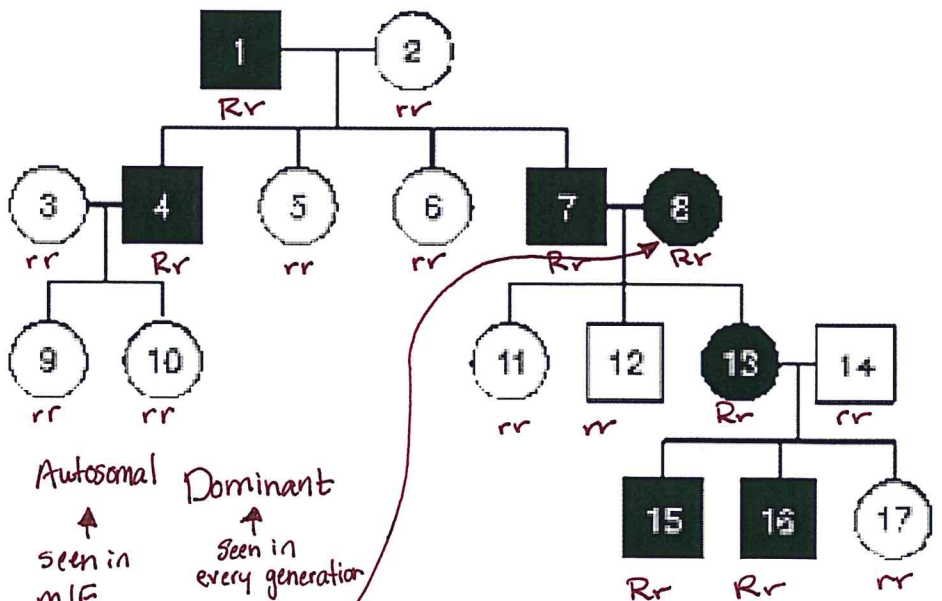 1 2
Rr rr
3 4 5 6 7 8
rr Rr rr rr Rr Rr
9 10 11 12 13 14
rr rr rr rr Rr rr
Autosomal Dominant
seen in
M/F
seen in
every generation
15 16 17
Rr Rr rr